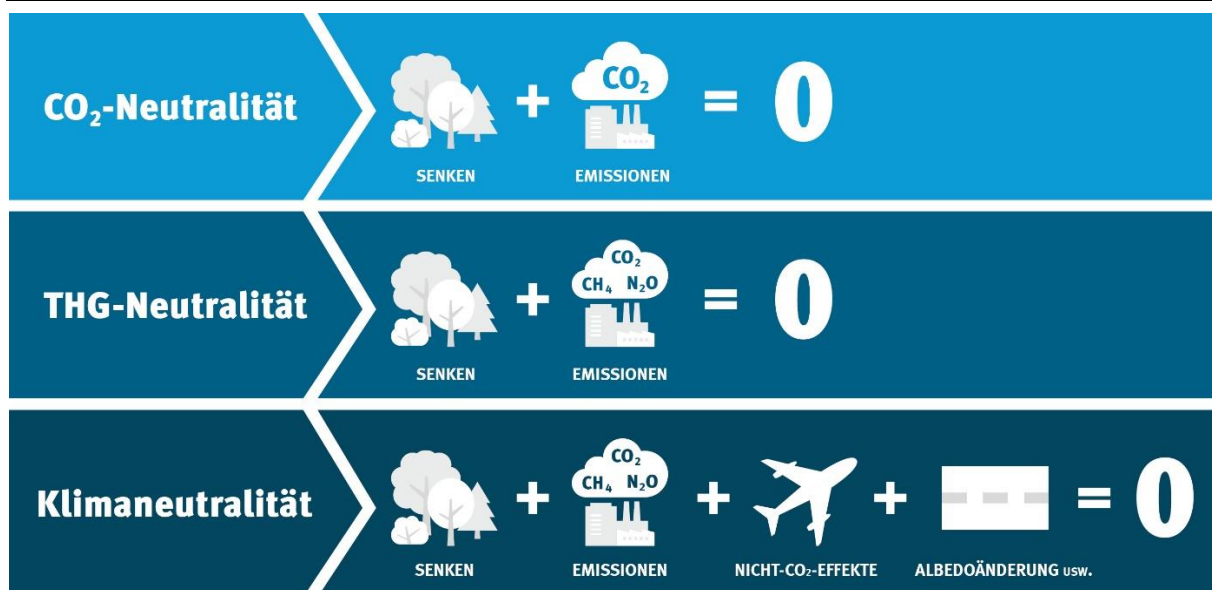 CO₂-Neutralität
+ CO₂ = 0
SENKEN EMISSIONEN
THG-Neutralität
+ CO₂ CH₄ N₂O = 0
SENKEN EMISSIONEN
Klimaneutralität
+ CO₂ CH₄ N₂O + + = 0
SENKEN EMISSIONEN NICHT-CO₂-EFFEKTE ALBEDOÄNDERUNG USW.